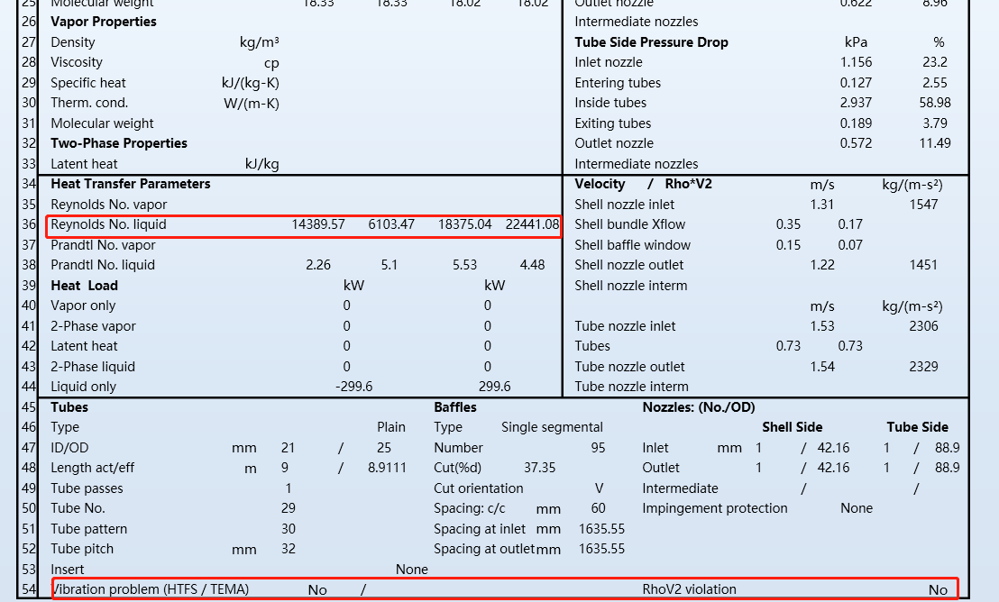 25 Molecular weight 18.33 18.33 18.02 18.02 Outlet nozzle 0.622 8.96
26 Vapor Properties Intermediate nozzles
27 Density kg/m³ Tube Side Pressure Drop kPa %
28 Viscosity cp Inlet nozzle 1.156 23.2
29 Specific heat kJ/(kg-K) Entering tubes 0.127 2.55
30 Therm. cond. W/(m-K) Inside tubes 2.937 58.98
31 Molecular weight Exiting tubes 0.189 3.79
32 Two-Phase Properties Outlet nozzle 0.572 11.49
33 Latent heat kJ/kg Intermediate nozzles
34 Heat Transfer Parameters Velocity / Rho*V2 m/s kg/(m-s²)
35 Reynolds No. vapor Shell nozzle inlet 1.31 1547
36 Reynolds No. liquid 14389.57 6103.47 18375.04 22441.08 Shell bundle Xflow 0.35 0.17
37 Prandtl No. vapor Shell baffle window 0.15 0.07
38 Prandtl No. liquid 2.26 5.1 5.53 4.48 Shell nozzle outlet 1.22 1451
39 Heat Load kW kW Shell nozzle interm
40 Vapor only 0 0 m/s kg/(m-s²)
41 2-Phase vapor 0 0 Tube nozzle inlet 1.53 2306
42 Latent heat 0 0 Tubes 0.73 0.73
43 2-Phase liquid 0 0 Tube nozzle outlet 1.54 2329
44 Liquid only -299.6 299.6 Tube nozzle interm
45 Tubes Baffles Nozzles: (No./OD)
46 Type Plain Type Single segmental Shell Side Tube Side
47 ID/OD mm 21 / 25 Number 95 Inlet mm 1 / 42.16 1 / 88.9
48 Length act/eff m 9 / 8.9111 Cut(%d) 37.35 Outlet 1 / 42.16 1 / 88.9
49 Tube passes 1 Cut orientation V Intermediate / /
50 Tube No. 29 Spacing: c/c mm 60 Impingement protection None
51 Tube pattern 30 Spacing at inlet mm 1635.55
52 Tube pitch mm 32 Spacing at outlet mm 1635.55
53 Insert None
54 Vibration problem (HTFS / TEMA) No / RhoV2 violation No